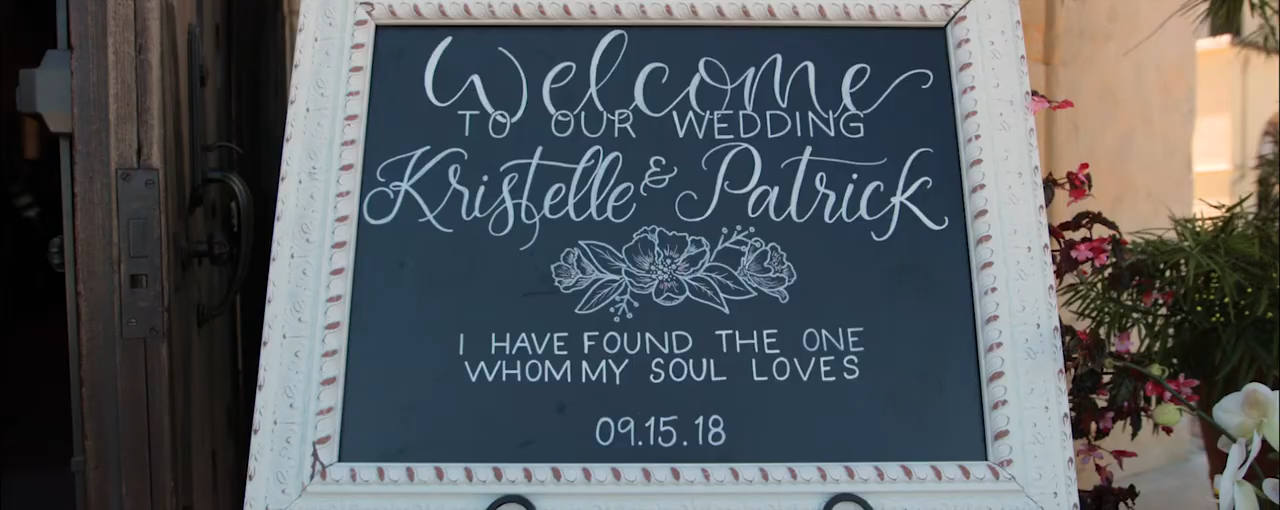 Welcome
TO OUR WEDDING
Kristelle & Patrick
I HAVE FOUND THE ONE
WHOM MY SOUL LOVES
09.15.18